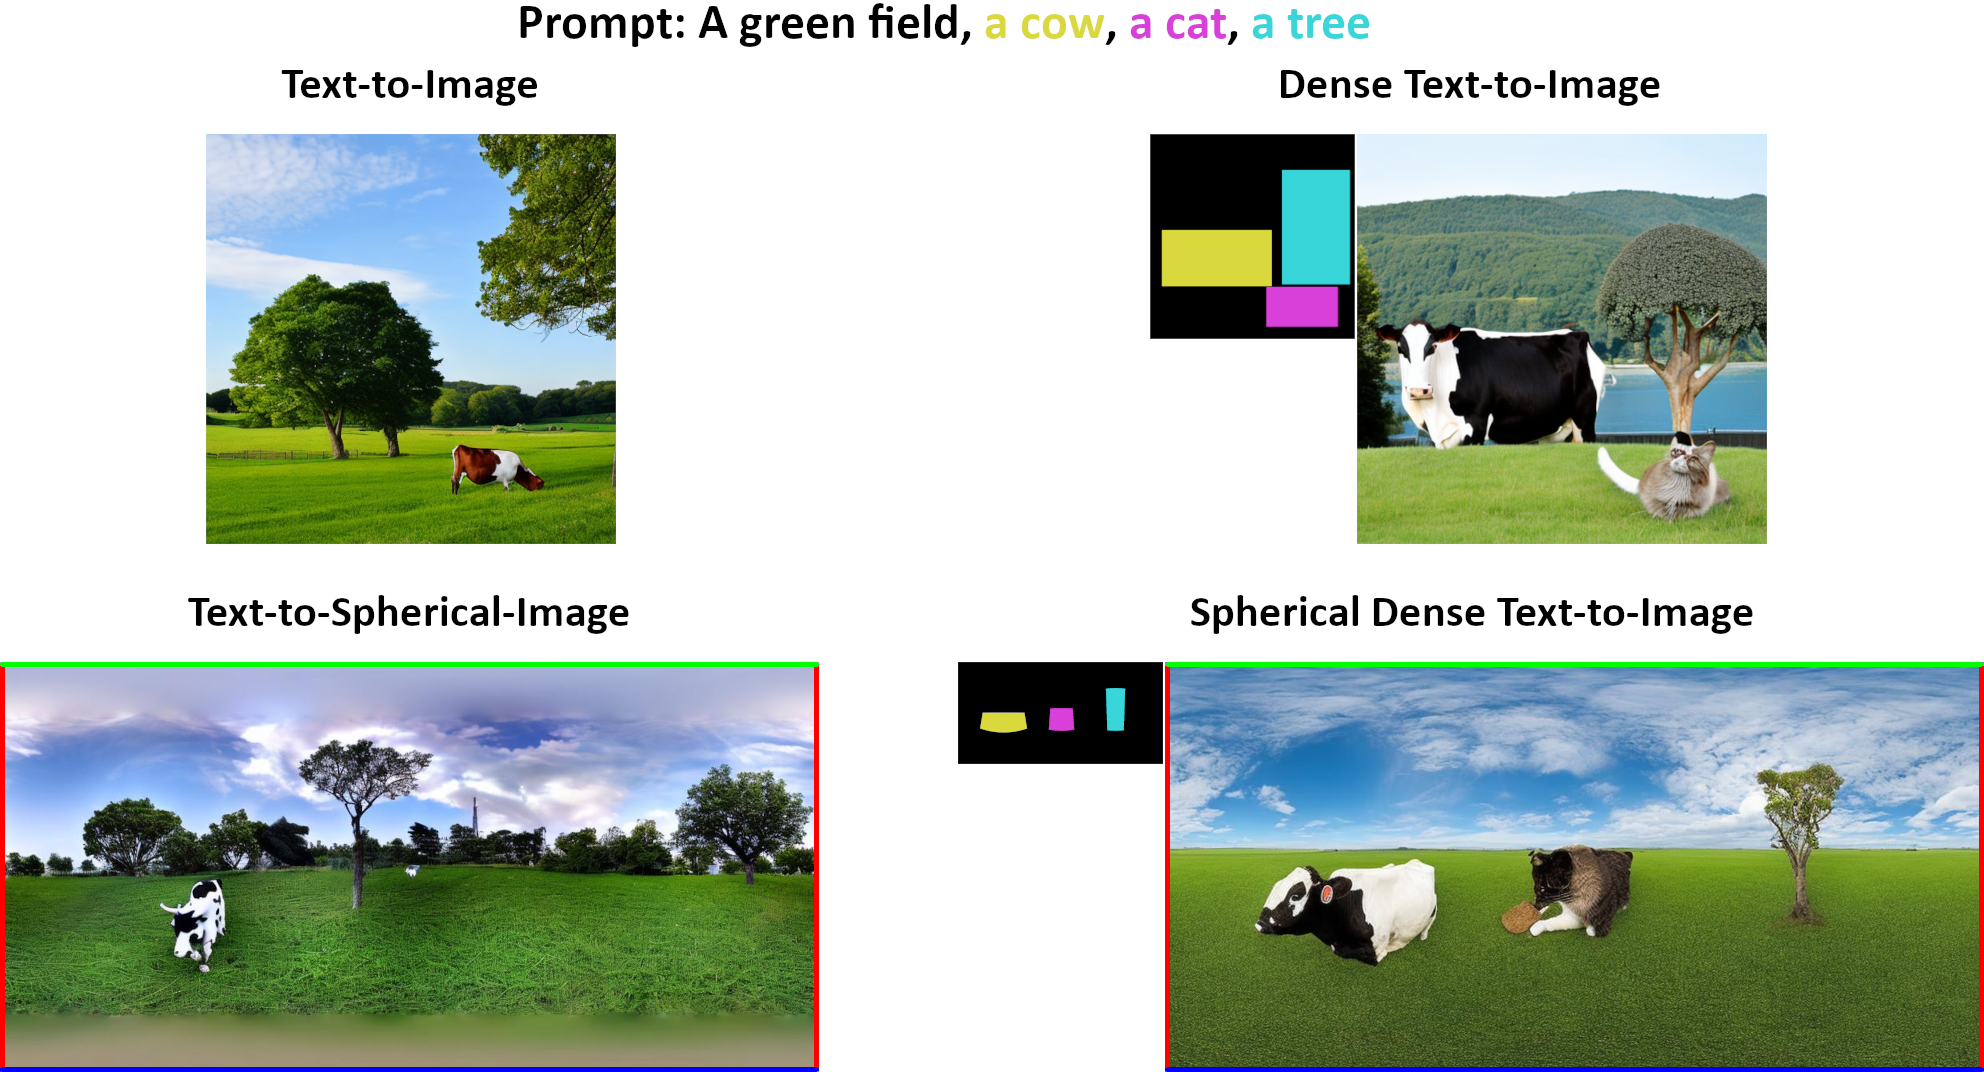 Prompt: A green field, a cow, a cat, a tree
Text-to-Image
Dense Text-to-Image
Text-to-Spherical-Image
Spherical Dense Text-to-Image